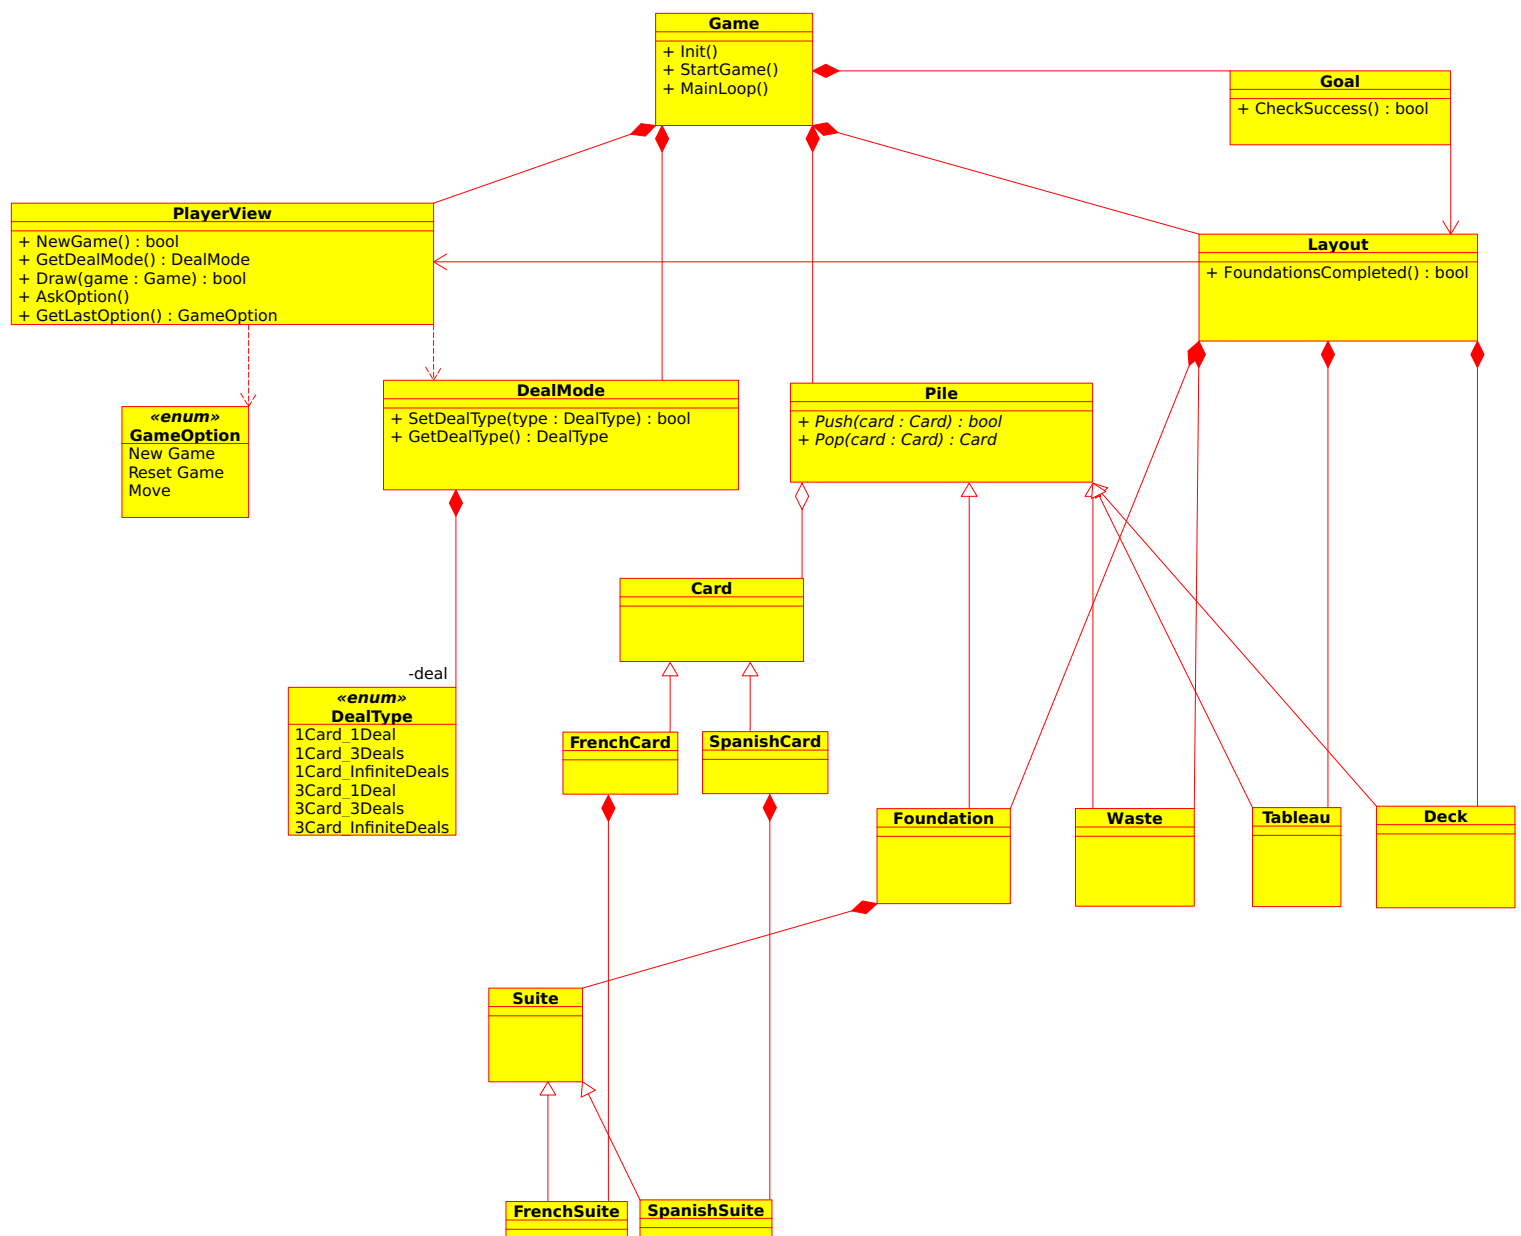 Game
+ Init()
+ StartGame()
+ MainLoop()
Goal
+ CheckSuccess() : bool
PlayerView
+ NewGame() : bool
+ GetDealMode() : DealMode
+ Draw(game : Game) : bool
+ AskOption()
+ GetLastOption() : GameOption
Layout
+ FoundationsCompleted() : bool
«enum»
GameOption
New Game
Reset Game
Move
DealMode
+ SetDealType(type : DealType) : bool
+ GetDealType() : DealType
Pile
+ Push(card : Card) : bool
+ Pop(card : Card) : Card
Card
-deal
«enum»
DealType
1Card_1Deal
1Card_3Deals
1Card_InfiniteDeals
3Card_1Deal
3Card_3Deals
3Card_InfiniteDeals
FrenchCard
SpanishCard
Foundation
Waste
Tableau
Deck
Suite
FrenchSuite
SpanishSuite